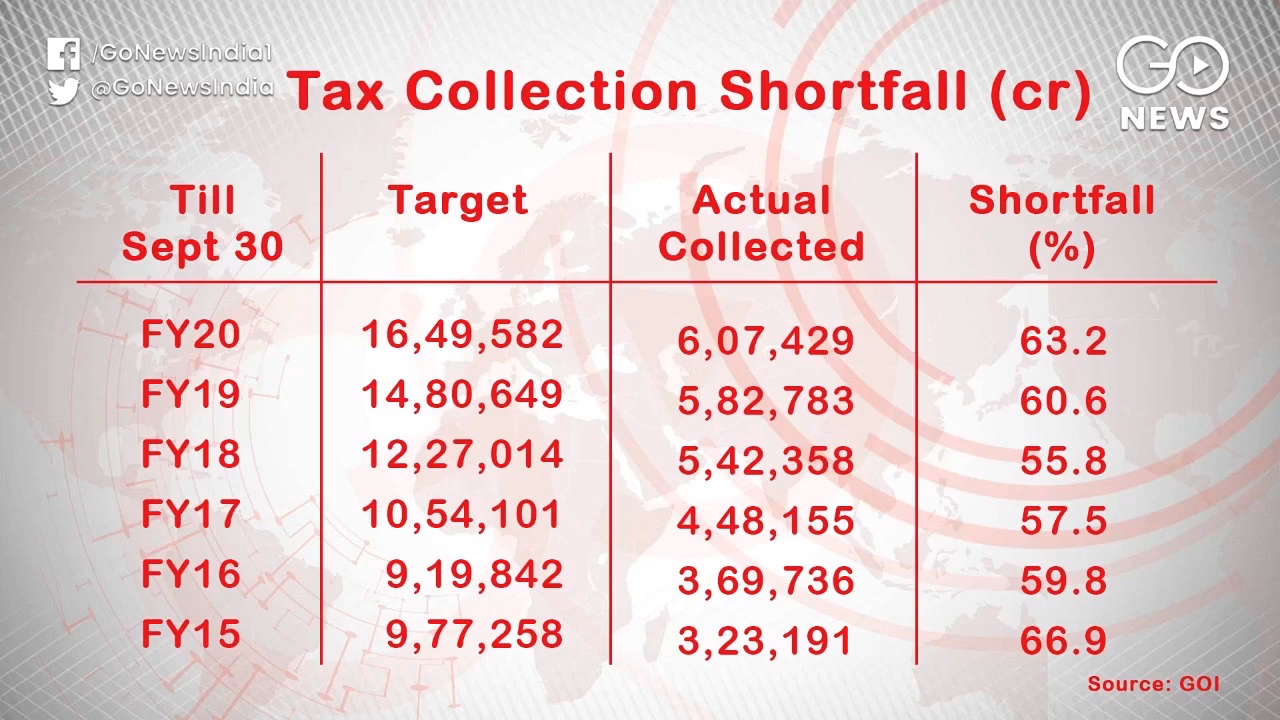 /GoNewsIndia1
@GoNewsIndia
Tax Collection Shortfall (cr)
GO
NEWS
Till Sept 30 Target Actual Collected Shortfall (%)
FY20 16,49,582 6,07,429 63.2
FY19 14,80,649 5,82,783 60.6
FY18 12,27,014 5,42,358 55.8
FY17 10,54,101 4,48,155 57.5
FY16 9,19,842 3,69,736 59.8
FY15 9,77,258 3,23,191 66.9
Source: GOI